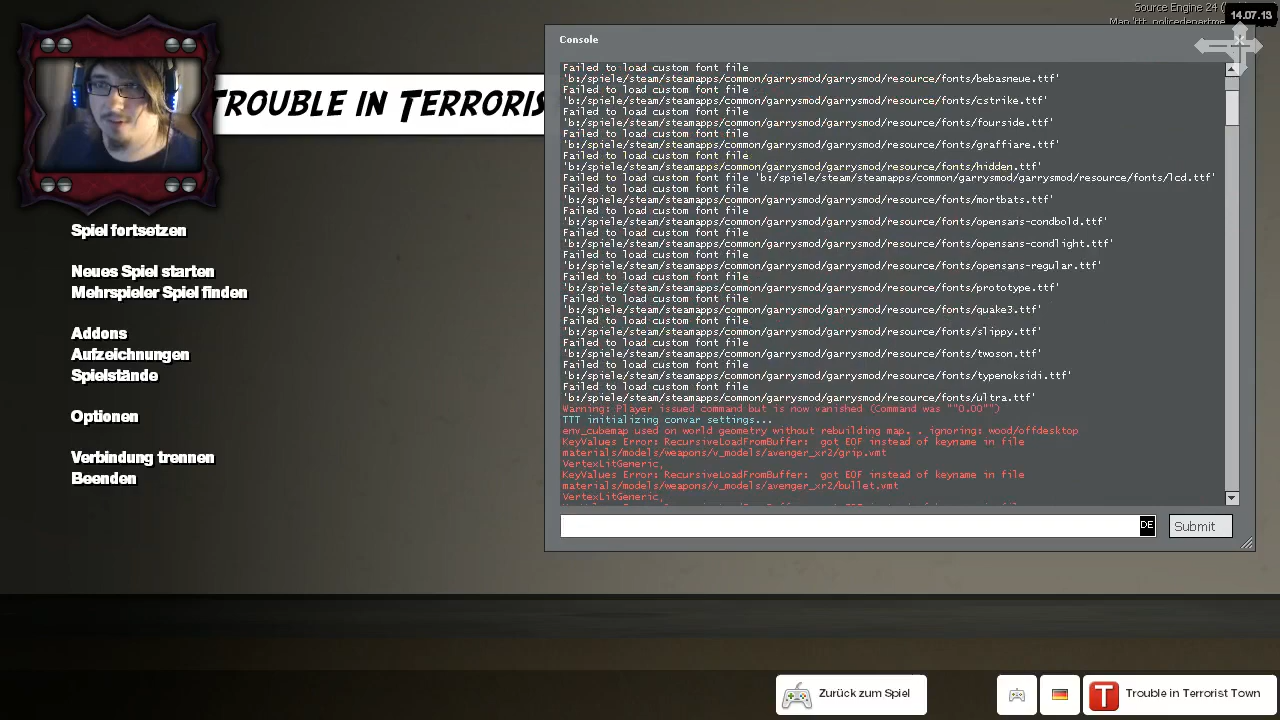 Source Engine 24 (
14.07.13
Map 'ttt_policedepartme
TROUBLE IN TERRORIS
Spiel fortsetzen
Neues Spiel starten
Mehrspieler Spiel finden
Addons
Aufzeichnungen
Spielstände
Optionen
Verbindung trennen
Beenden
Console
Failed to load custom font file
'b:/spiele/steam/steamapps/common/garrysmod/garrysmod/resource/fonts/bebasneue.ttf'
Failed to load custom font file
'b:/spiele/steam/steamapps/common/garrysmod/garrysmod/resource/fonts/cstrike.ttf'
Failed to load custom font file
'b:/spiele/steam/steamapps/common/garrysmod/garrysmod/resource/fonts/fourside.ttf'
Failed to load custom font file
'b:/spiele/steam/steamapps/common/garrysmod/garrysmod/resource/fonts/graffiare.ttf'
Failed to load custom font file
'b:/spiele/steam/steamapps/common/garrysmod/garrysmod/resource/fonts/hidden.ttf'
Failed to load custom font file 'b:/spiele/steam/steamapps/common/garrysmod/garrysmod/resource/fonts/lcd.ttf'
Failed to load custom font file
'b:/spiele/steam/steamapps/common/garrysmod/garrysmod/resource/fonts/mortbats.ttf'
Failed to load custom font file
'b:/spiele/steam/steamapps/common/garrysmod/garrysmod/resource/fonts/opensans-condbold.ttf'
Failed to load custom font file
'b:/spiele/steam/steamapps/common/garrysmod/garrysmod/resource/fonts/opensans-condlight.ttf'
Failed to load custom font file
'b:/spiele/steam/steamapps/common/garrysmod/garrysmod/resource/fonts/opensans-regular.ttf'
Failed to load custom font file
'b:/spiele/steam/steamapps/common/garrysmod/garrysmod/resource/fonts/prototype.ttf'
Failed to load custom font file
'b:/spiele/steam/steamapps/common/garrysmod/garrysmod/resource/fonts/quake3.ttf'
Failed to load custom font file
'b:/spiele/steam/steamapps/common/garrysmod/garrysmod/resource/fonts/slippy.ttf'
Failed to load custom font file
'b:/spiele/steam/steamapps/common/garrysmod/garrysmod/resource/fonts/twoson.ttf'
Failed to load custom font file
'b:/spiele/steam/steamapps/common/garrysmod/garrysmod/resource/fonts/typenoksidi.ttf'
Failed to load custom font file
'b:/spiele/steam/steamapps/common/garrysmod/garrysmod/resource/fonts/ultra.ttf'
Warning: Player issued command but is now vanished (Command was ""0.00"")
TTT initializing convar settings...
env_cubemap used on world geometry without rebuilding map. . ignoring: wood/offdesktop
KeyValues Error: RecursiveLoadFromBuffer:  got EOF instead of keyname in file
materials/models/weapons/v_models/avenger_xr2/grip.vmt
VertexLitGeneric,
KeyValues Error: RecursiveLoadFromBuffer:  got EOF instead of keyname in file
materials/models/weapons/v_models/avenger_xr2/bullet.vmt
VertexLitGeneric,
DE
Submit
Zurück zum Spiel
T
Trouble in Terrorist Town